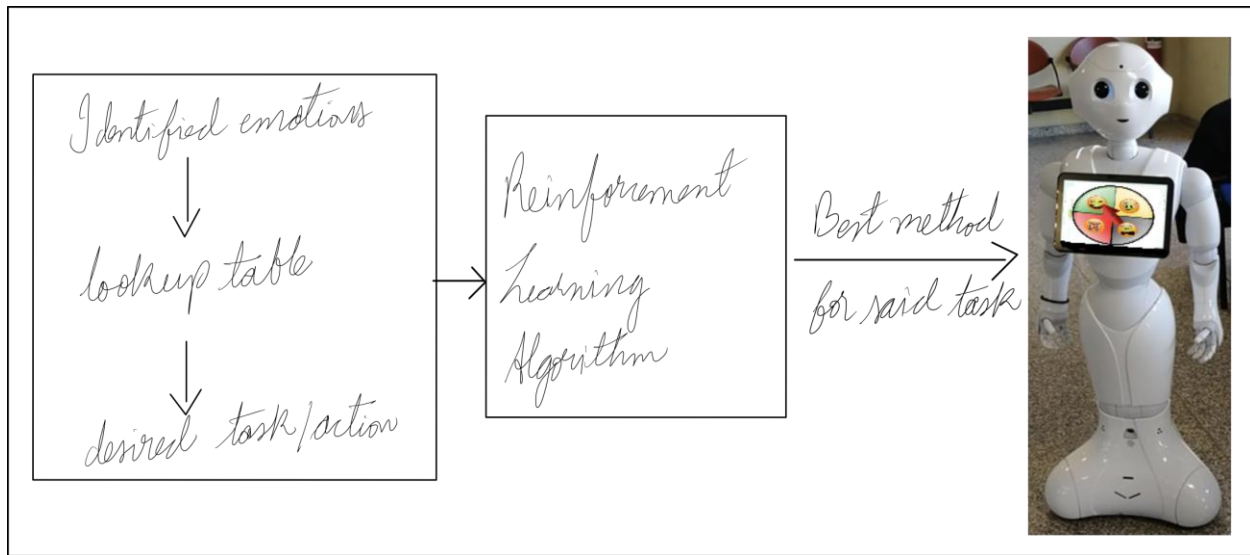 Identified emotions
lookup table
desired task/action
Reinforcement
Learning
Algorithm
Best method
for said task